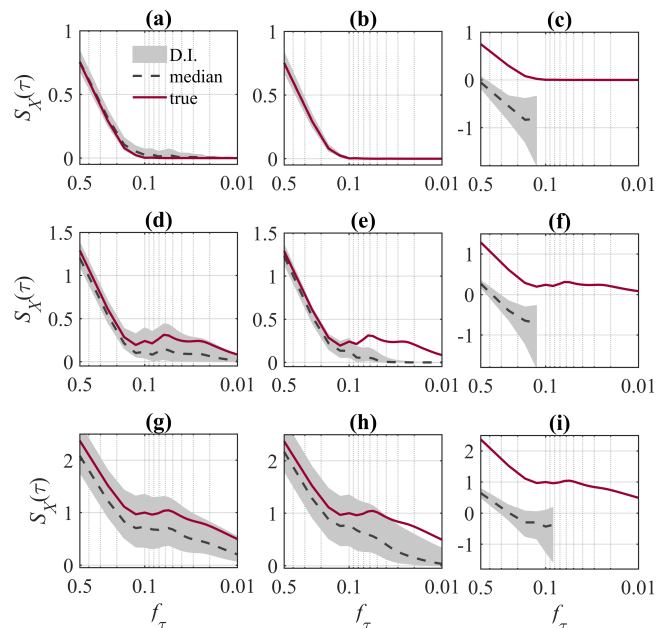 (a) (b) (c)
S_X(τ) 1 0.5 0 D.I. median true 0.5 0.1 0.01
1 0.5 0 0.5 0.1 0.01
1 0 -1 0.5 0.1 0.01
(d) (e) (f)
S_X(τ) 1.5 1 0.5 0 0.5 0.1 0.01
1.5 1 0.5 0 0.5 0.1 0.01
1 0 -1 0.5 0.1 0.01
(g) (h) (i)
S_X(τ) 2 1 0 0.5 0.1 0.01
2 1 0 0.5 0.1 0.01
2 1 0 -1 0.5 0.1 0.01
f_τ f_τ f_τ